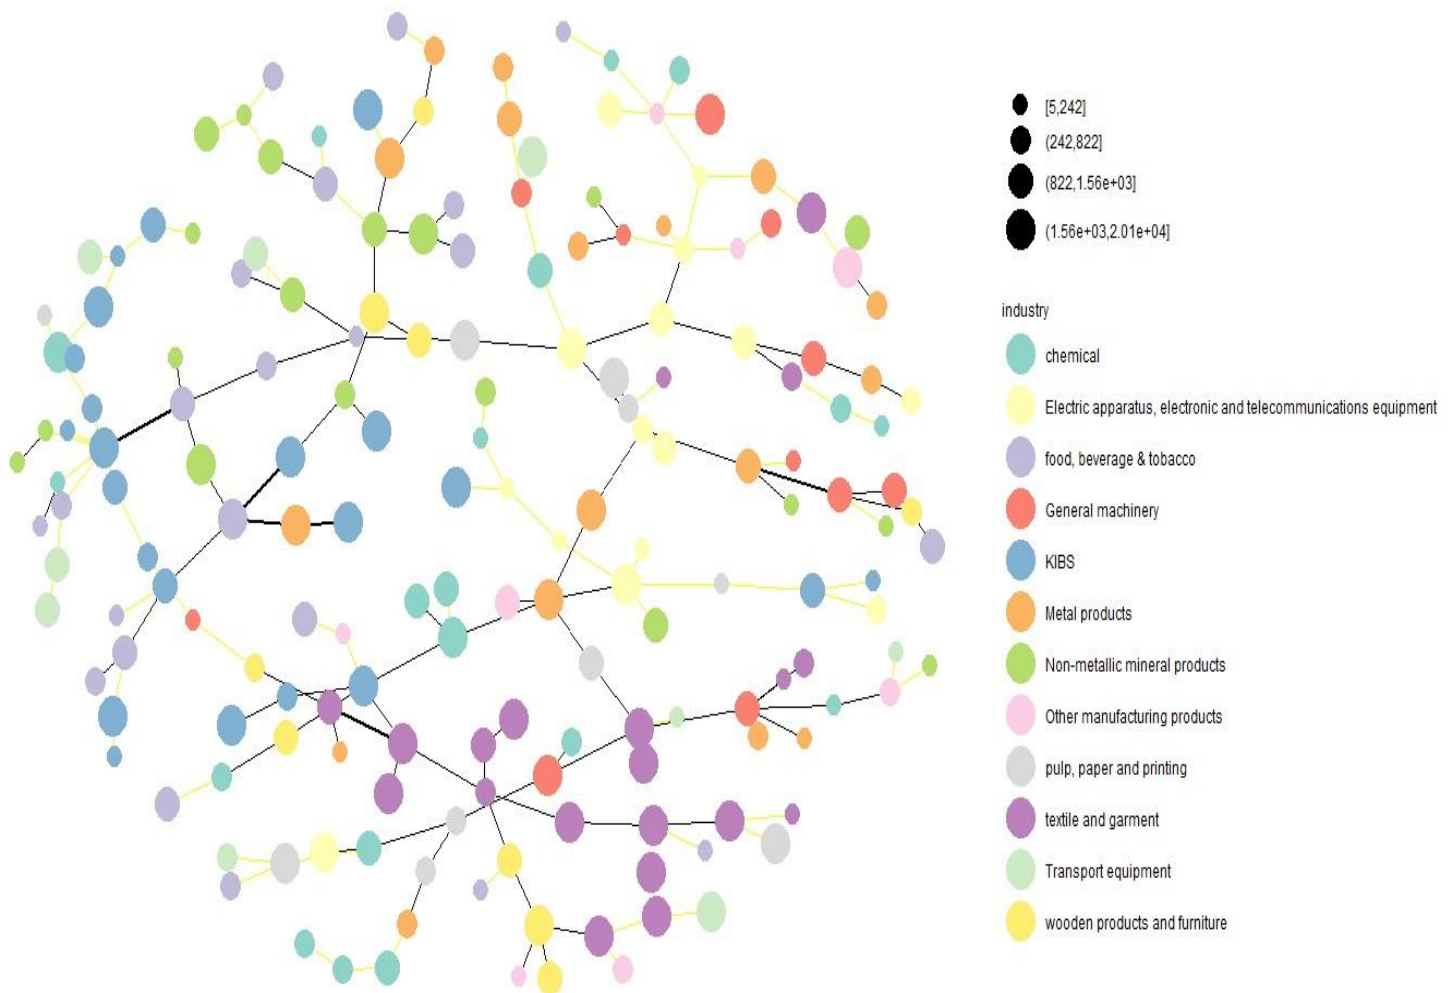 [5,242]
(242,822]
(822,1.56e+03]
(1.56e+03,2.01e+04]
industry
chemical
Electric apparatus, electronic and telecommunications equipment
food, beverage & tobacco
General machinery
KIBS
Metal products
Non-metallic mineral products
Other manufacturing products
pulp, paper and printing
textile and garment
Transport equipment
wooden products and furniture